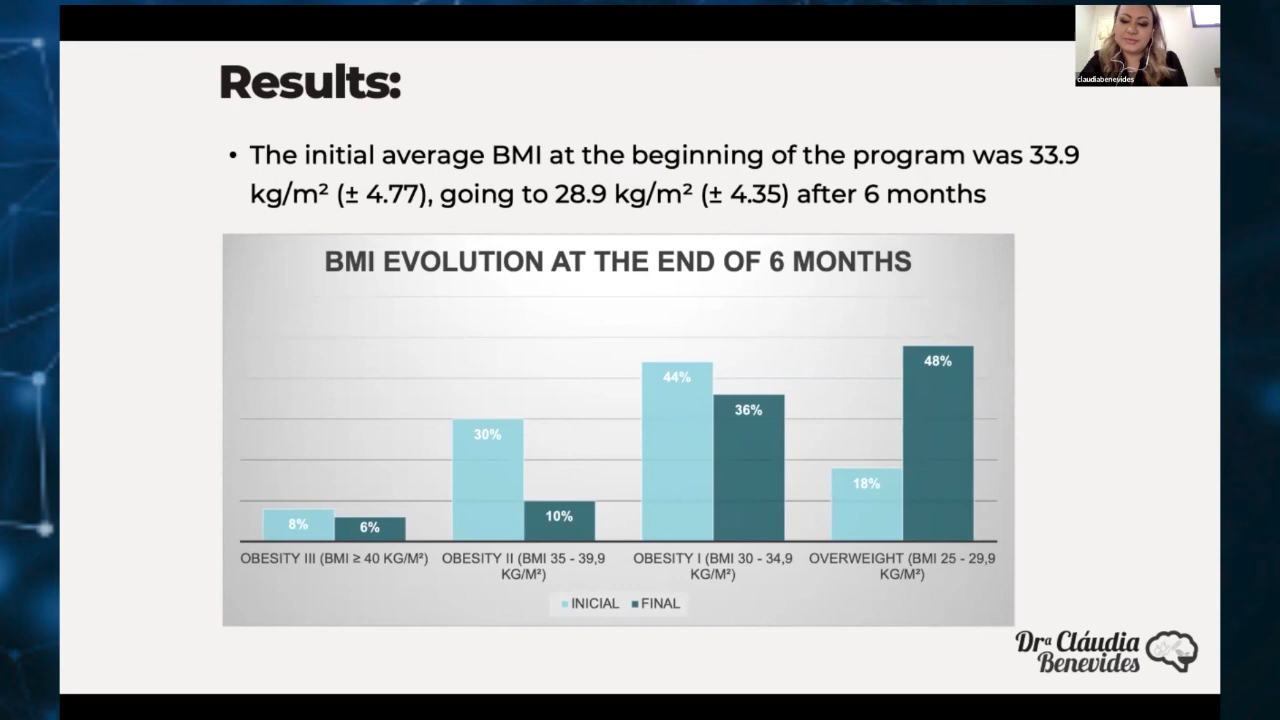 claudiabenevides
Results:
• The initial average BMI at the beginning of the program was 33.9
kg/m² (± 4.77), going to 28.9 kg/m² (± 4.35) after 6 months
BMI EVOLUTION AT THE END OF 6 MONTHS
8%
6%
30%
10%
44%
36%
18%
48%
OBESITY III (BMI ≥ 40 KG/M²)
OBESITY II (BMI 35 - 39,9
KG/M²)
OBESITY I (BMI 30 - 34,9
KG/M²)
OVERWEIGHT (BMI 25 - 29,9
KG/M²)
INICIAL FINAL
Drª Cláudia
Benevides